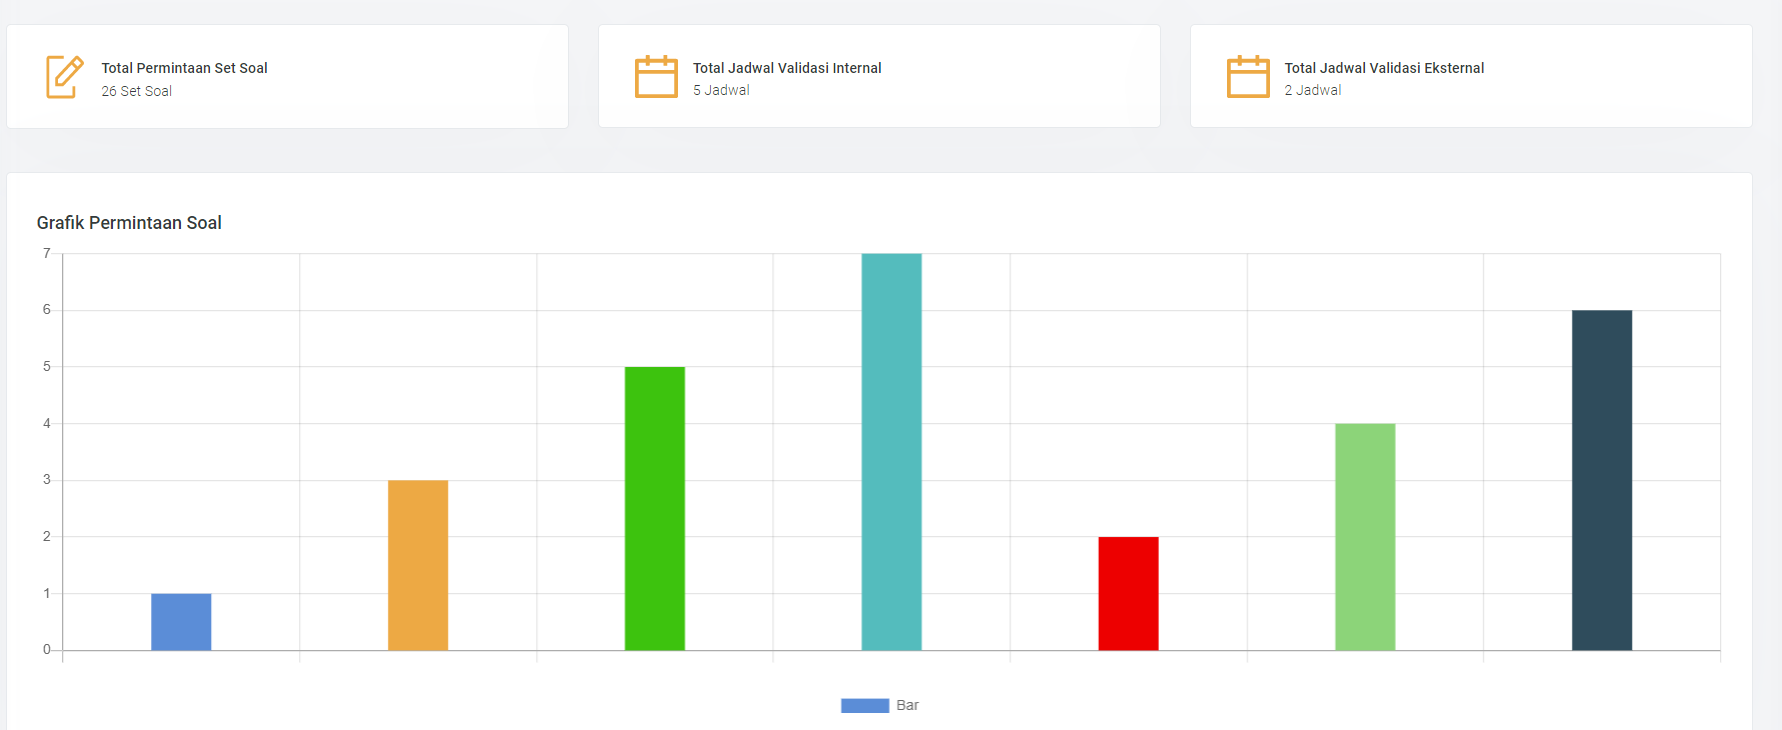 Total Permintaan Set Soal
26 Set Soal
Total Jadwal Validasi Internal
5 Jadwal
Total Jadwal Validasi Eksternal
2 Jadwal
Grafik Permintaan Soal
7
6
5
4
3
2
1
0
Bar